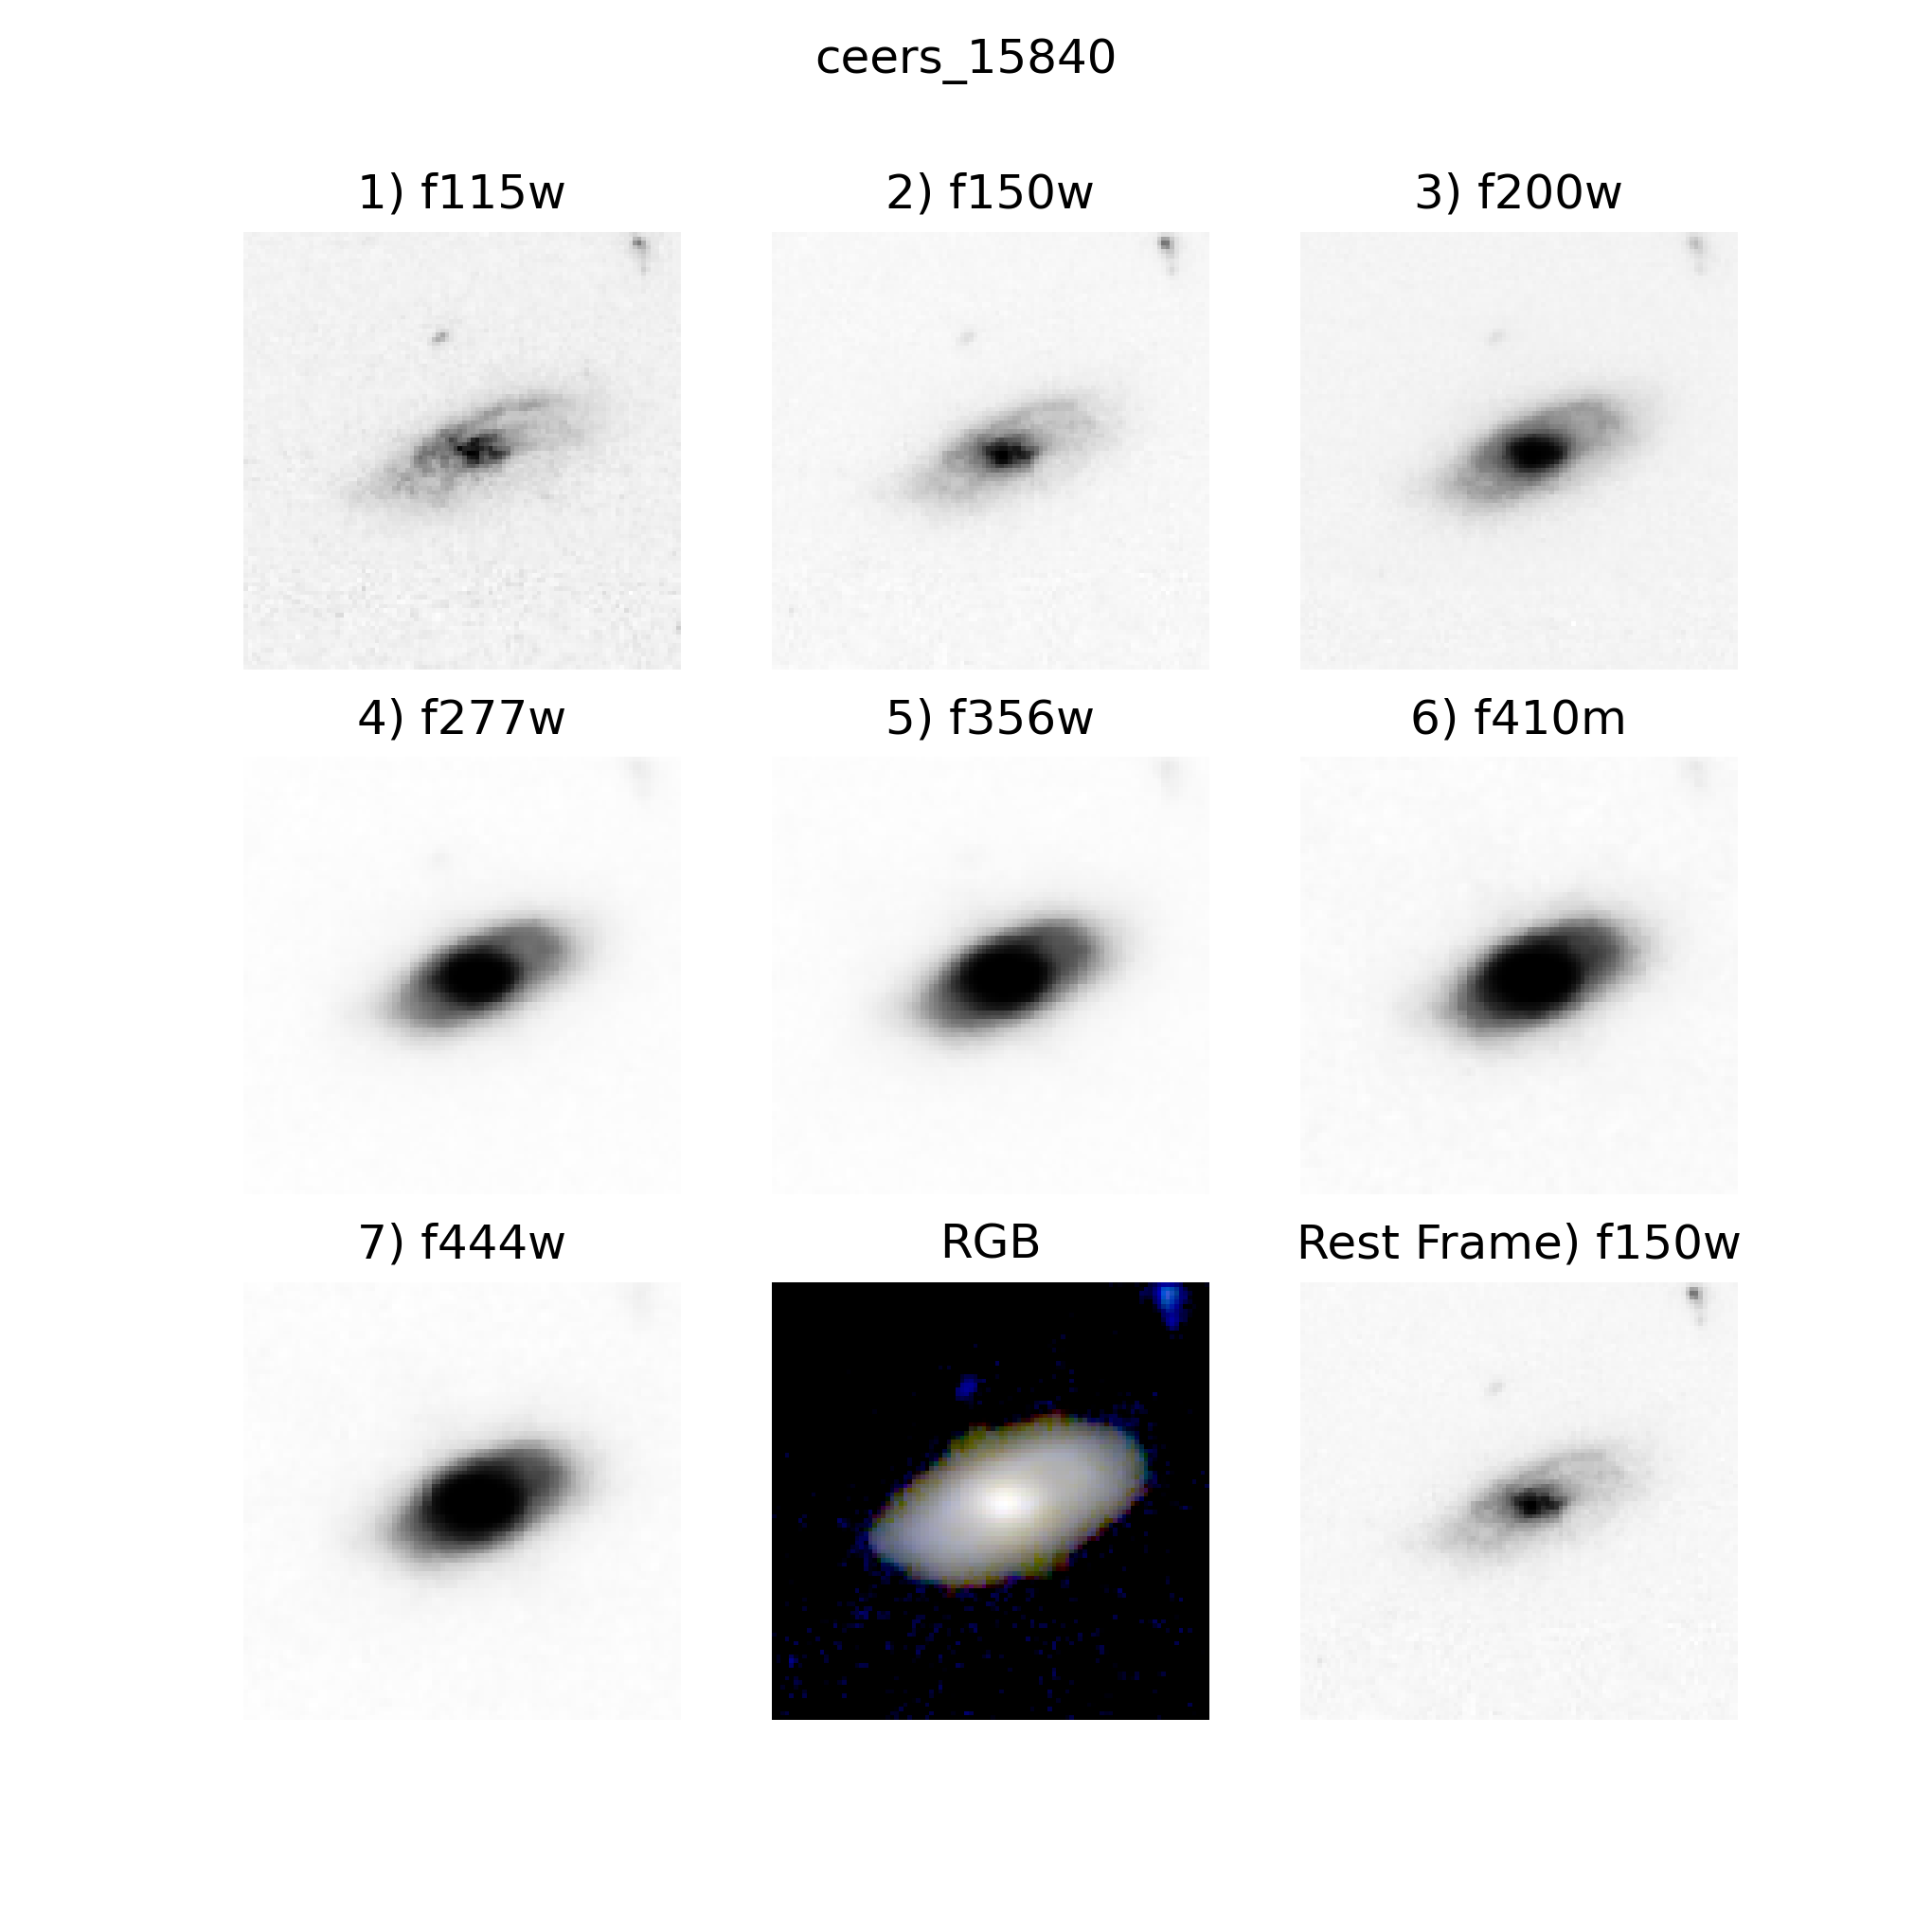 ceers_15840
1) f115w
2) f150w
3) f200w
4) f277w
5) f356w
6) f410m
7) f444w
RGB
Rest Frame) f150w